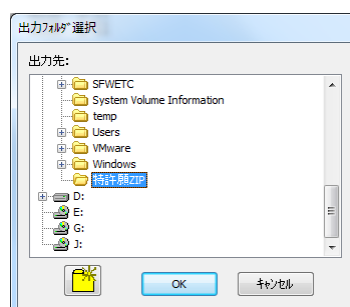 出力ﾌｫﾙﾀﾞ選択
出力先:
SFWETC
System Volume Information
temp
Users
VMware
Windows
特許願ZIP
D:
E:
G:
J:
OK
ｷｬﾝｾﾙ